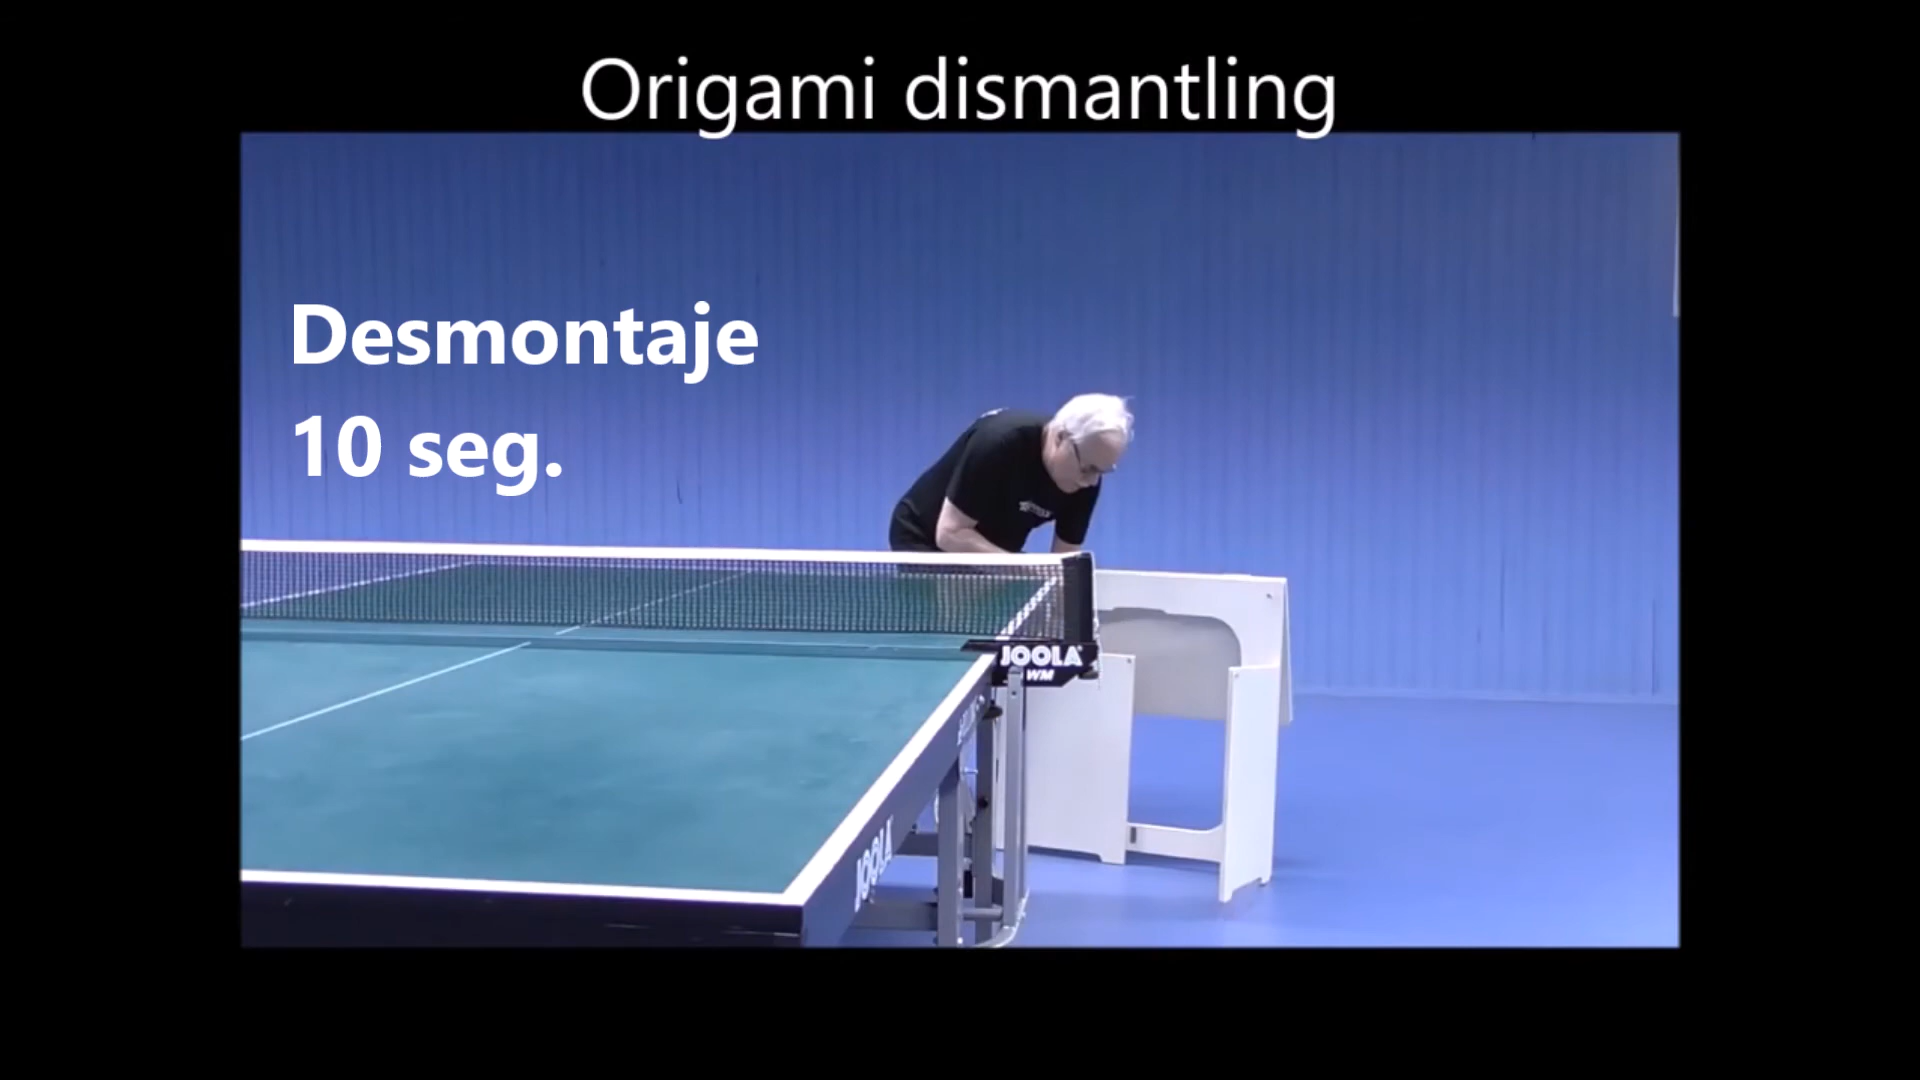 Origami dismantling
Desmontaje
10 seg.
JOOLA
WM
JOOLA